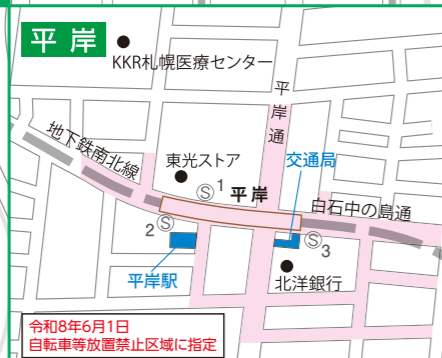 平岸
KKR札幌医療センター
平岸通
地下鉄南北線
東光ストア
交通局
Ⓢ1
平岸
白石中の島通
2Ⓢ
Ⓢ3
平岸駅
北洋銀行
令和8年6月1日
自転車等放置禁止区域に指定